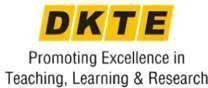 DKTE
Promoting Excellence in
Teaching, Learning & Research